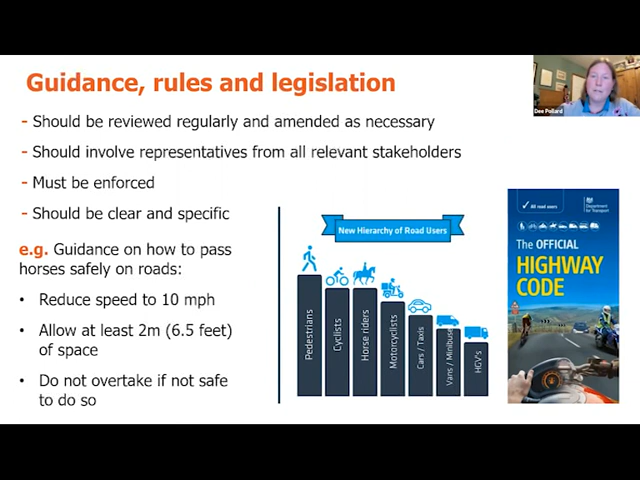 Guidance, rules and legislation
- Should be reviewed regularly and amended as necessary
- Should involve representatives from all relevant stakeholders
- Must be enforced
- Should be clear and specific
e.g. Guidance on how to pass
horses safely on roads:
• Reduce speed to 10 mph
• Allow at least 2m (6.5 feet)
of space
• Do not overtake if not safe
to do so
New Hierarchy of Road Users
Pedestrians
Cyclists
Horse riders
Motorcyclists
Cars / Taxis
Vans / Minibuse
HGV's
All road users
Department
for Transport
The OFFICIAL
HIGHWAY
CODE
Dee Pollard